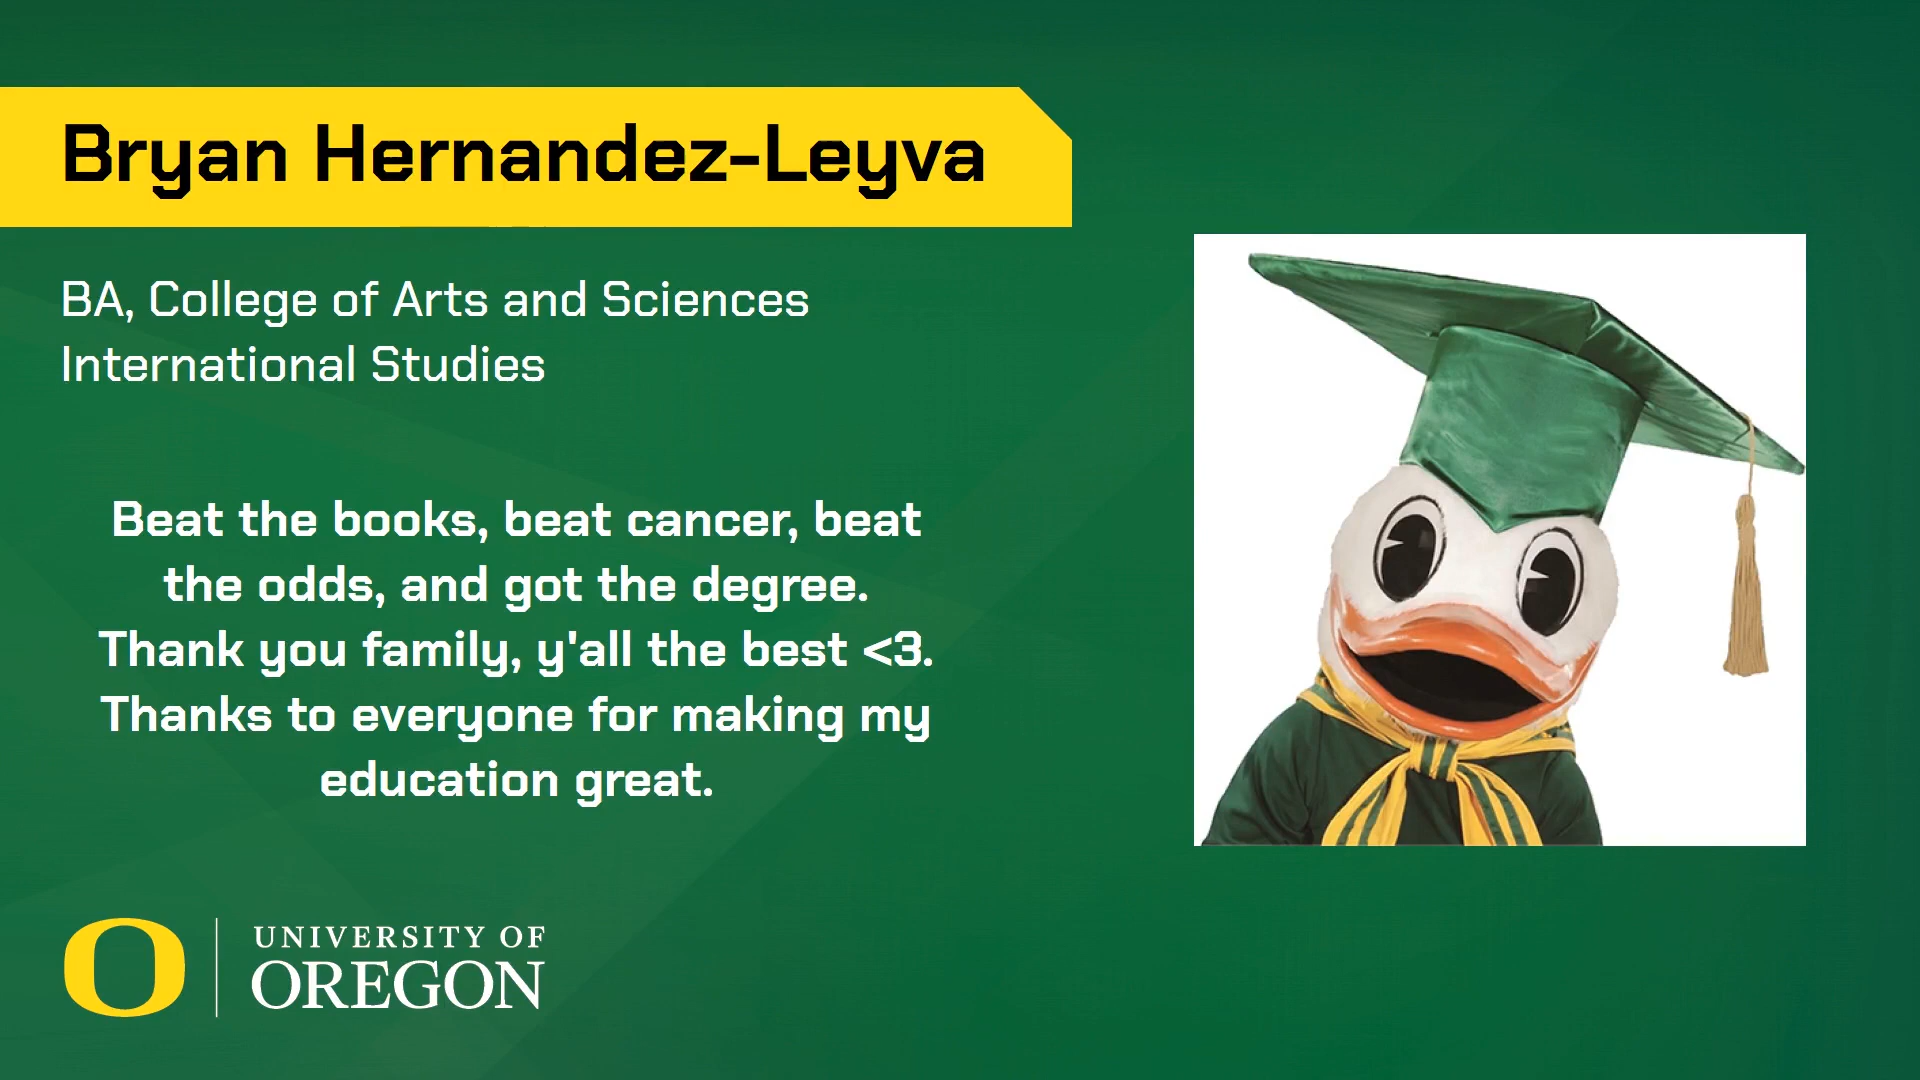 Bryan Hernandez-Leyva
BA, College of Arts and Sciences
International Studies
Beat the books, beat cancer, beat
the odds, and got the degree.
Thank you family, y'all the best <3.
Thanks to everyone for making my
education great.
O
UNIVERSITY OF
OREGON